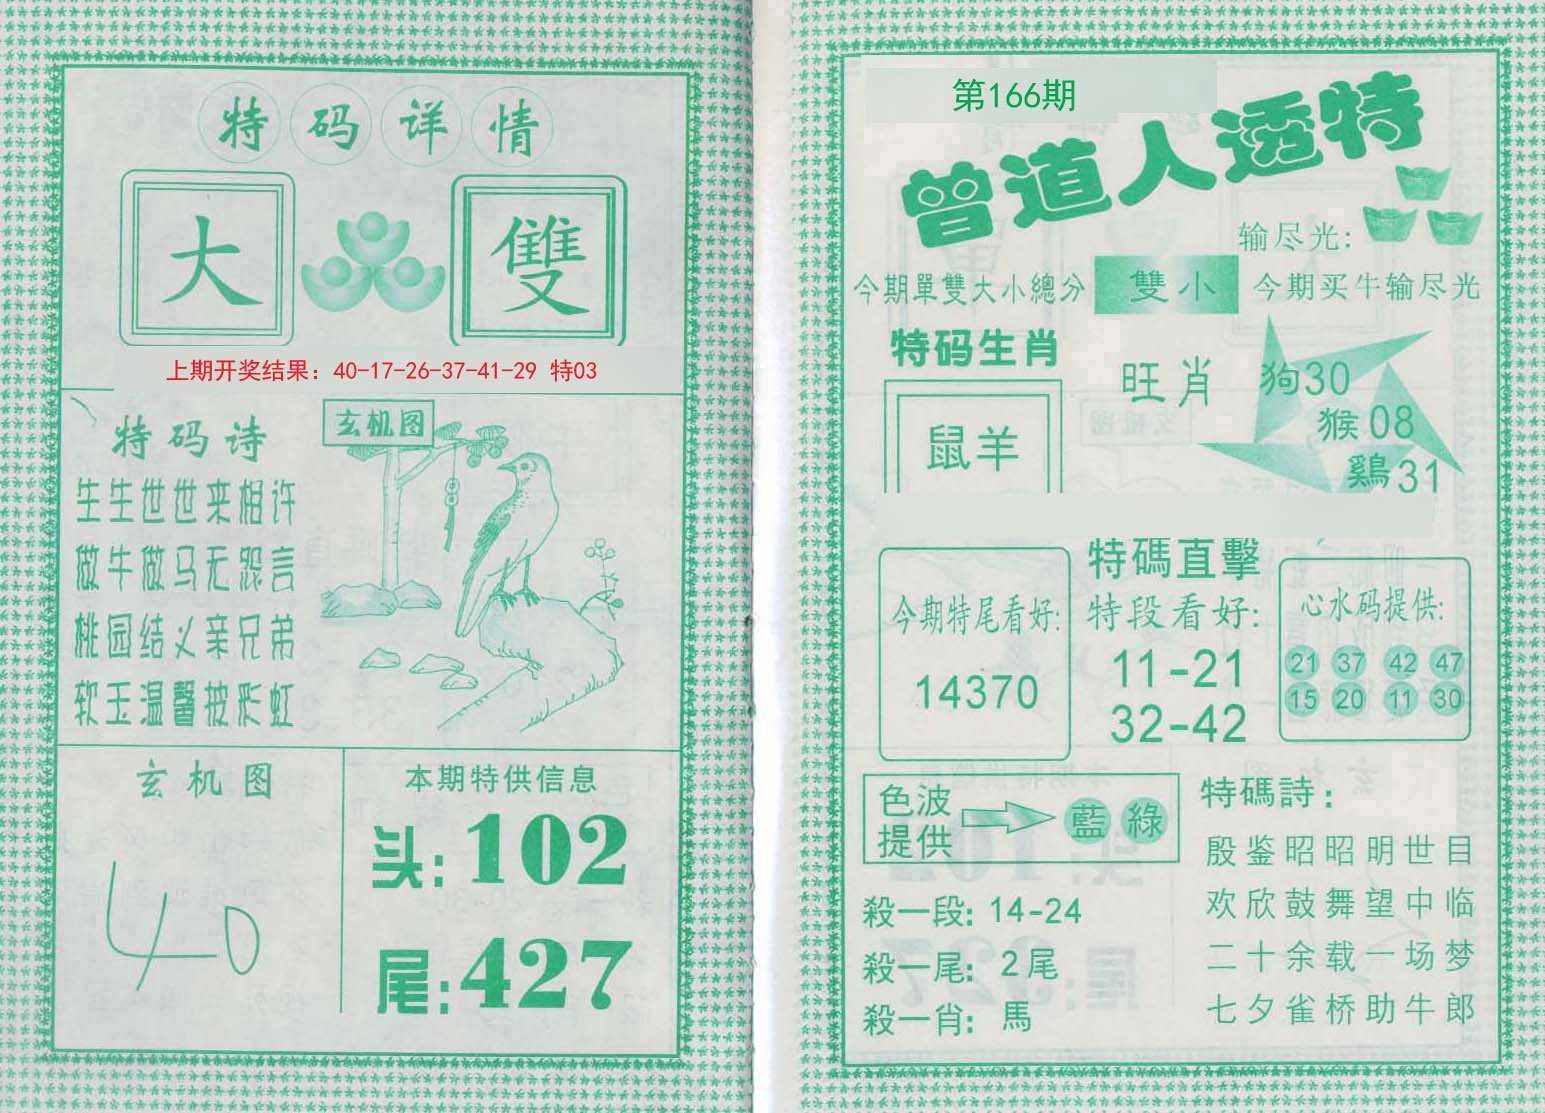 特码详情
大 雙
上期开奖结果：40-17-26-37-41-29 特03
特码诗
生生世世来相许
做牛做马无怨言
桃园结义亲兄弟
软玉温馨披彩虹
玄机图
玄机图
40
本期特供信息
头:102
尾:427
第166期
曾道人透特
输尽光:
今期單雙大小總分 雙小 今期买牛输尽光
特码生肖
鼠羊
旺肖 狗30
猴08
鷄31
今期特尾看好:
14370
特碼直擊
特段看好:
11-21
32-42
心水码提供:
21 37 42 47
15 20 11 30
色波
提供
藍 綠
殺一段: 14-24
殺一尾: 2尾
殺一肖: 馬
特碼詩:
殷鉴昭昭明世目
欢欣鼓舞望中临
二十余载一场梦
七夕雀桥助牛郎